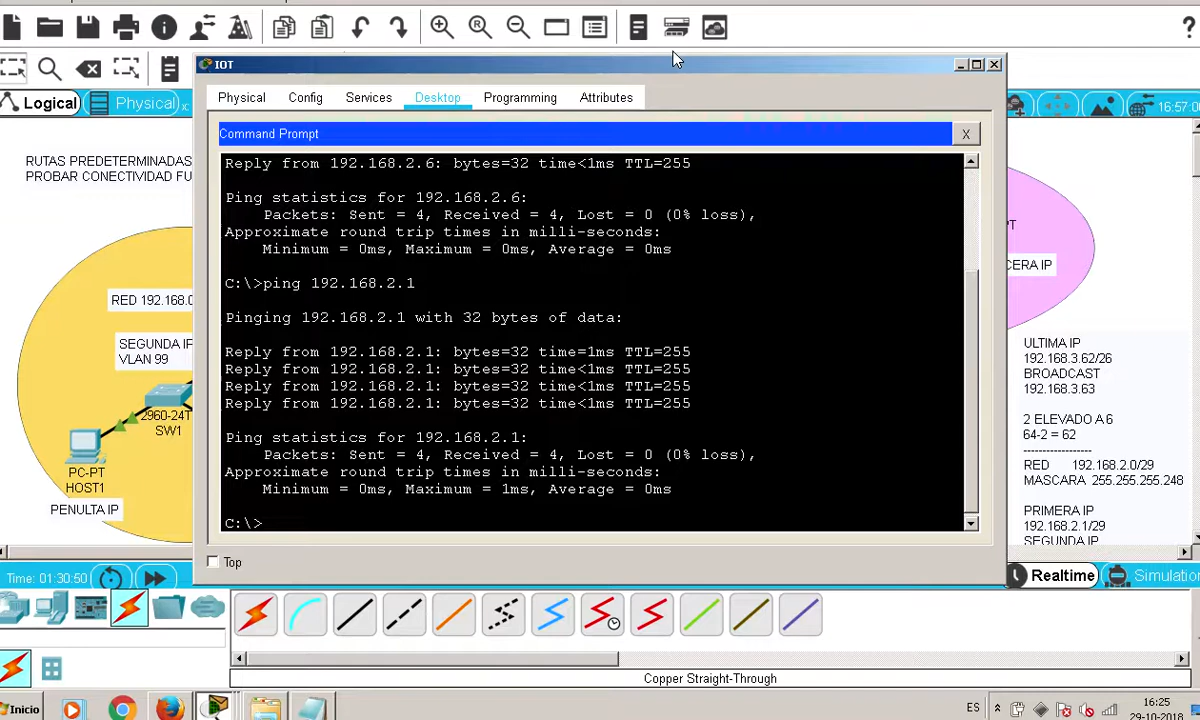 IOT
Physical Config Services Desktop Programming Attributes
Logical
Physical
16:57:0
Command Prompt
X
Reply from 192.168.2.6: bytes=32 time<1ms TTL=255
Ping statistics for 192.168.2.6:
Packets: Sent = 4, Received = 4, Lost = 0 (0% loss),
Approximate round trip times in milli-seconds:
Minimum = 0ms, Maximum = 0ms, Average = 0ms
C:\>ping 192.168.2.1
Pinging 192.168.2.1 with 32 bytes of data:
Reply from 192.168.2.1: bytes=32 time=1ms TTL=255
Reply from 192.168.2.1: bytes=32 time<1ms TTL=255
Reply from 192.168.2.1: bytes=32 time<1ms TTL=255
Reply from 192.168.2.1: bytes=32 time<1ms TTL=255
Ping statistics for 192.168.2.1:
Packets: Sent = 4, Received = 4, Lost = 0 (0% loss),
Approximate round trip times in milli-seconds:
Minimum = 0ms, Maximum = 1ms, Average = 0ms
C:\>
Top
RUTAS PREDETERMINADAS
PROBAR CONECTIVIDAD FU
RED 192.168.0
SEGUNDA IP
VLAN 99
2960-24T
SW1
PC-PT
HOST1
PENULTA IP
PT
CERA IP
ULTIMA IP
192.168.3.62/26
BROADCAST
192.168.3.63
2 ELEVADO A 6
64-2 = 62
------------------
RED 192.168.2.0/29
MASCARA 255.255.255.248
PRIMERA IP
192.168.2.1/29
SEGUNDA IP
Time: 01:30:50
Realtime
Simulation
Copper Straight-Through
Inicio
ES
16:25
29-10-2018